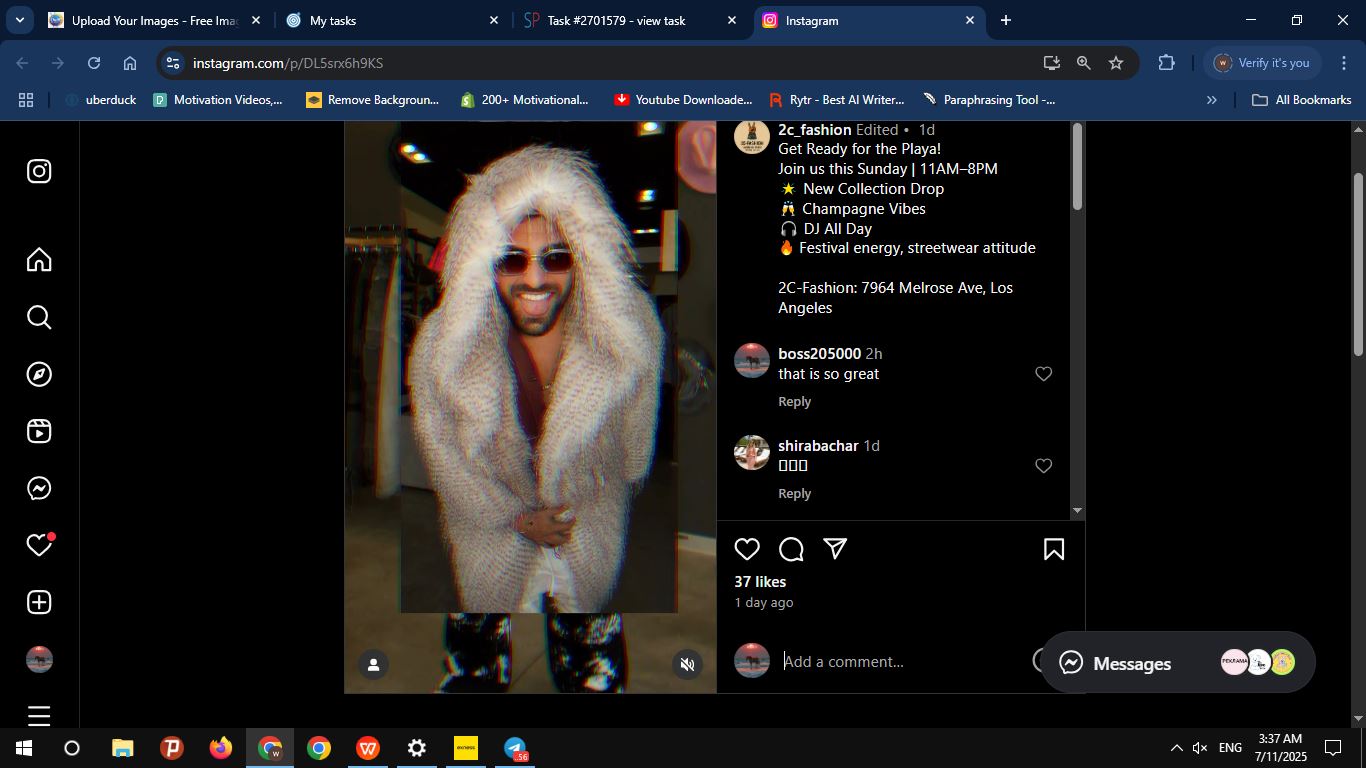 Upload Your Images - Free Imag
My tasks
Task #2701579 - view task
Instagram
instagram.com/p/DL5srx6h9KS
Verify it's you
uberduck
Motivation Videos,...
Remove Backgroun...
200+ Motivational...
Youtube Downloade...
Rytr - Best AI Writer...
Paraphrasing Tool -...
All Bookmarks
2c_fashion Edited • 1d
Get Ready for the Playa!
Join us this Sunday | 11AM–8PM
🌟 New Collection Drop
🥂 Champagne Vibes
🎧 DJ All Day
🔥 Festival energy, streetwear attitude
2C-Fashion: 7964 Melrose Ave, Los
Angeles
boss205000 2h
that is so great
Reply
shirabachar 1d
Reply
37 likes
1 day ago
Add a comment...
Messages
exness
56
ENG
3:37 AM
7/11/2025